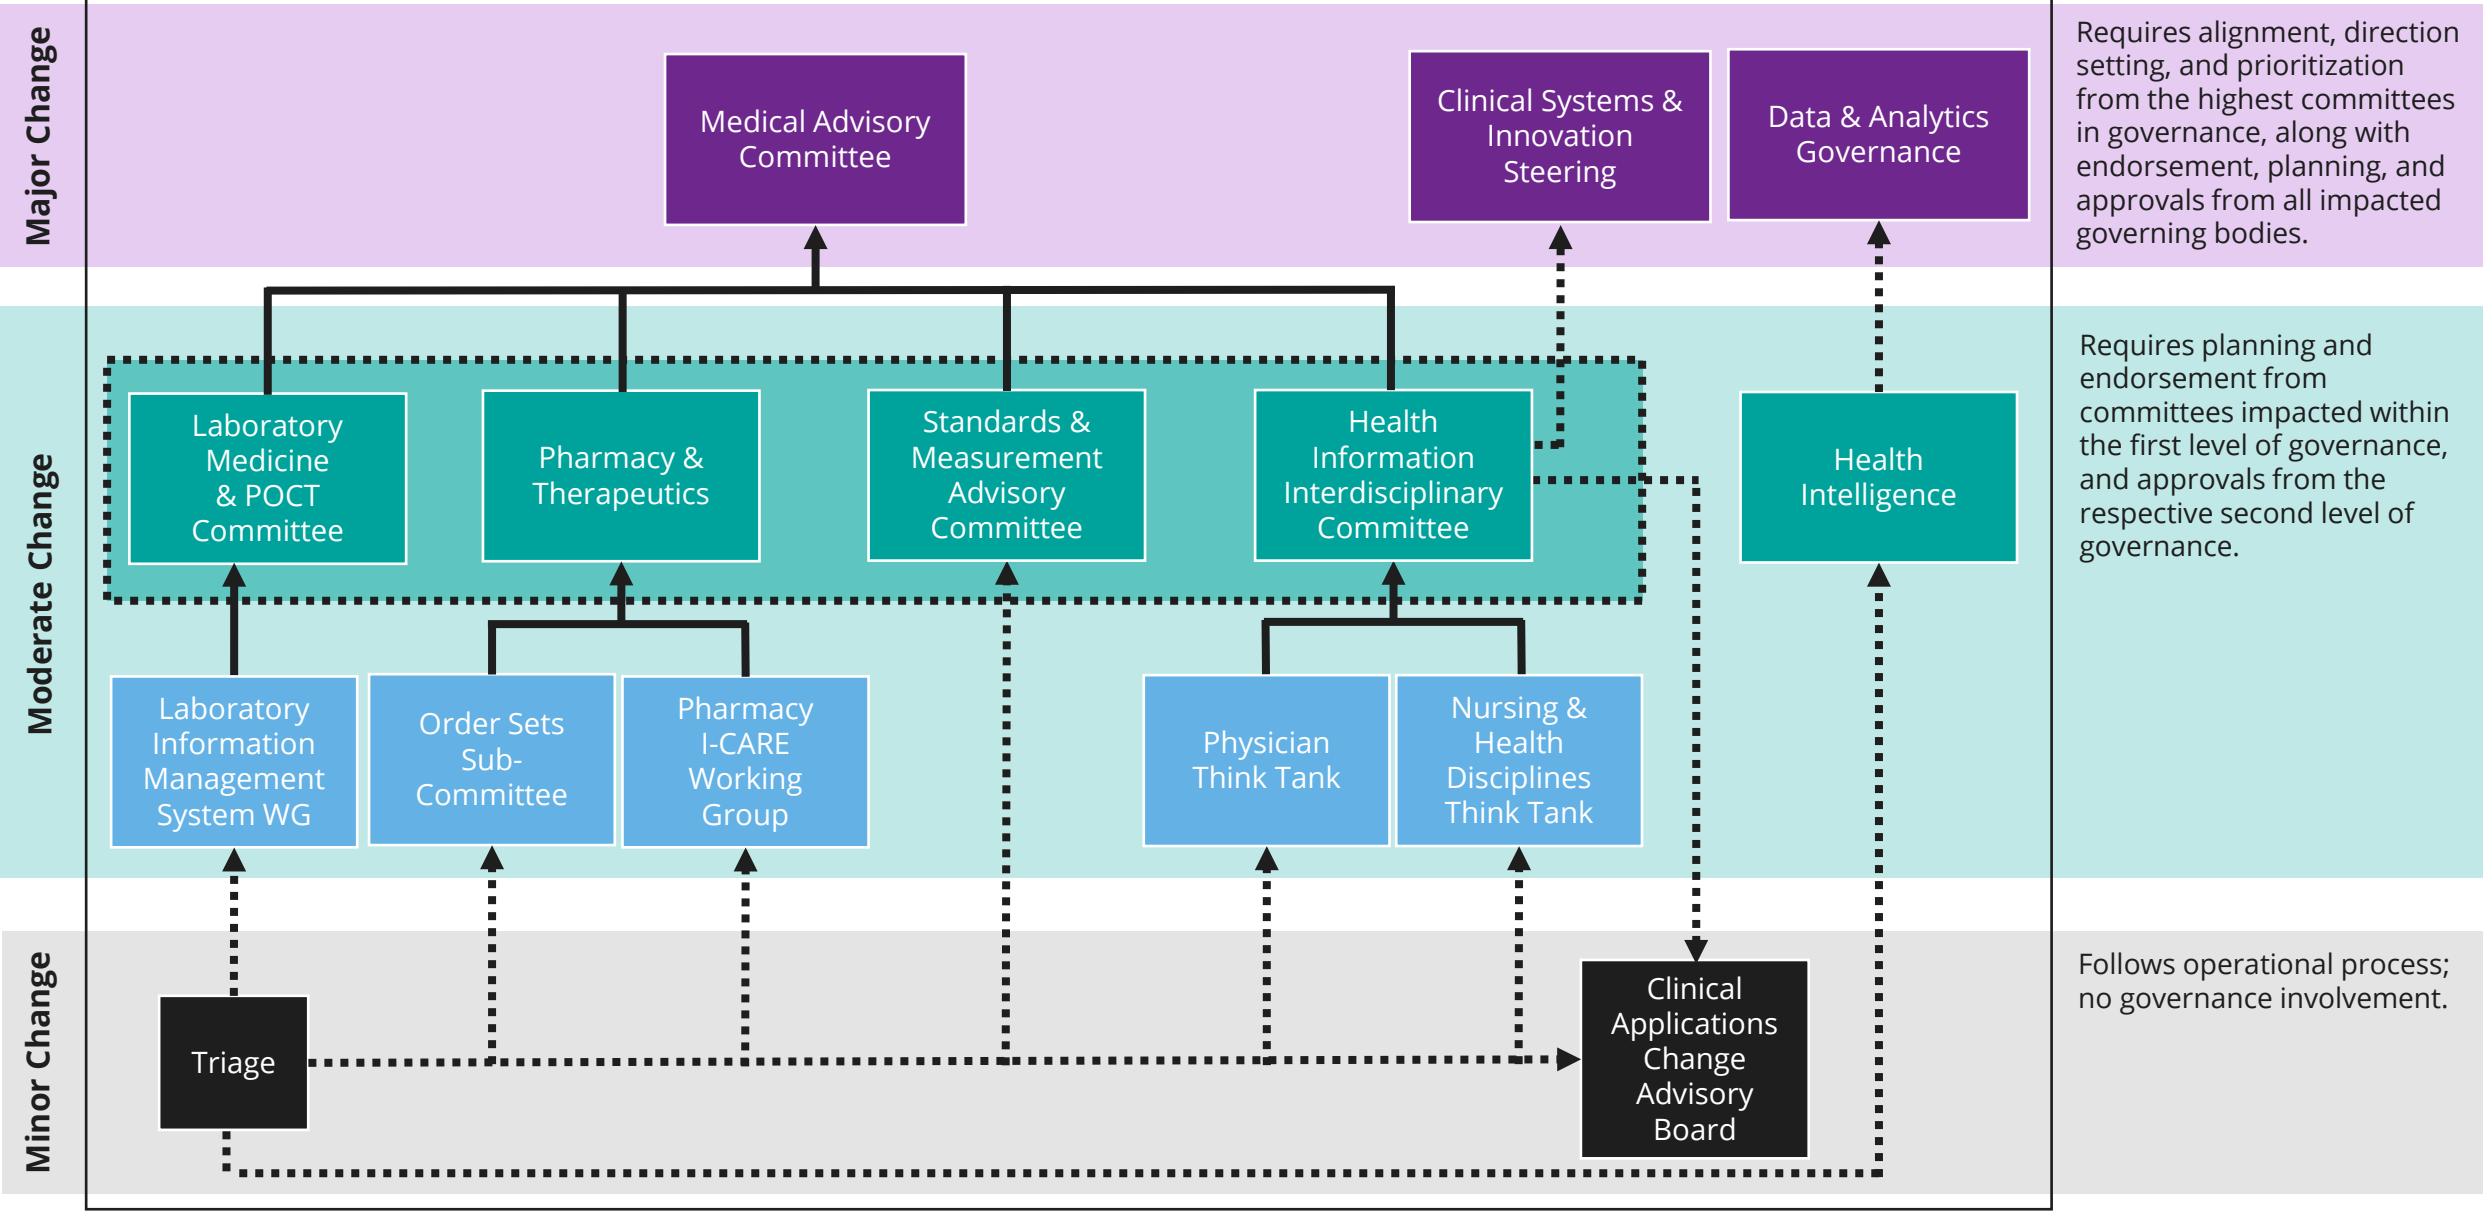 Major Change
Medical Advisory
Committee
Clinical Systems &
Innovation
Steering
Data & Analytics
Governance
Requires alignment, direction
setting, and prioritization
from the highest committees
in governance, along with
endorsement, planning, and
approvals from all impacted
governing bodies.
Moderate Change
Laboratory
Medicine
& POCT
Committee
Pharmacy &
Therapeutics
Standards &
Measurement
Advisory
Committee
Health
Information
Interdisciplinary
Committee
Health
Intelligence
Requires planning and
endorsement from
committees impacted within
the first level of governance,
and approvals from the
respective second level of
governance.
Laboratory
Information
Management
System WG
Order Sets
Sub-
Committee
Pharmacy
I-CARE
Working
Group
Physician
Think Tank
Nursing &
Health
Disciplines
Think Tank
Minor Change
Triage
Clinical
Applications
Change
Advisory
Board
Follows operational process;
no governance involvement.